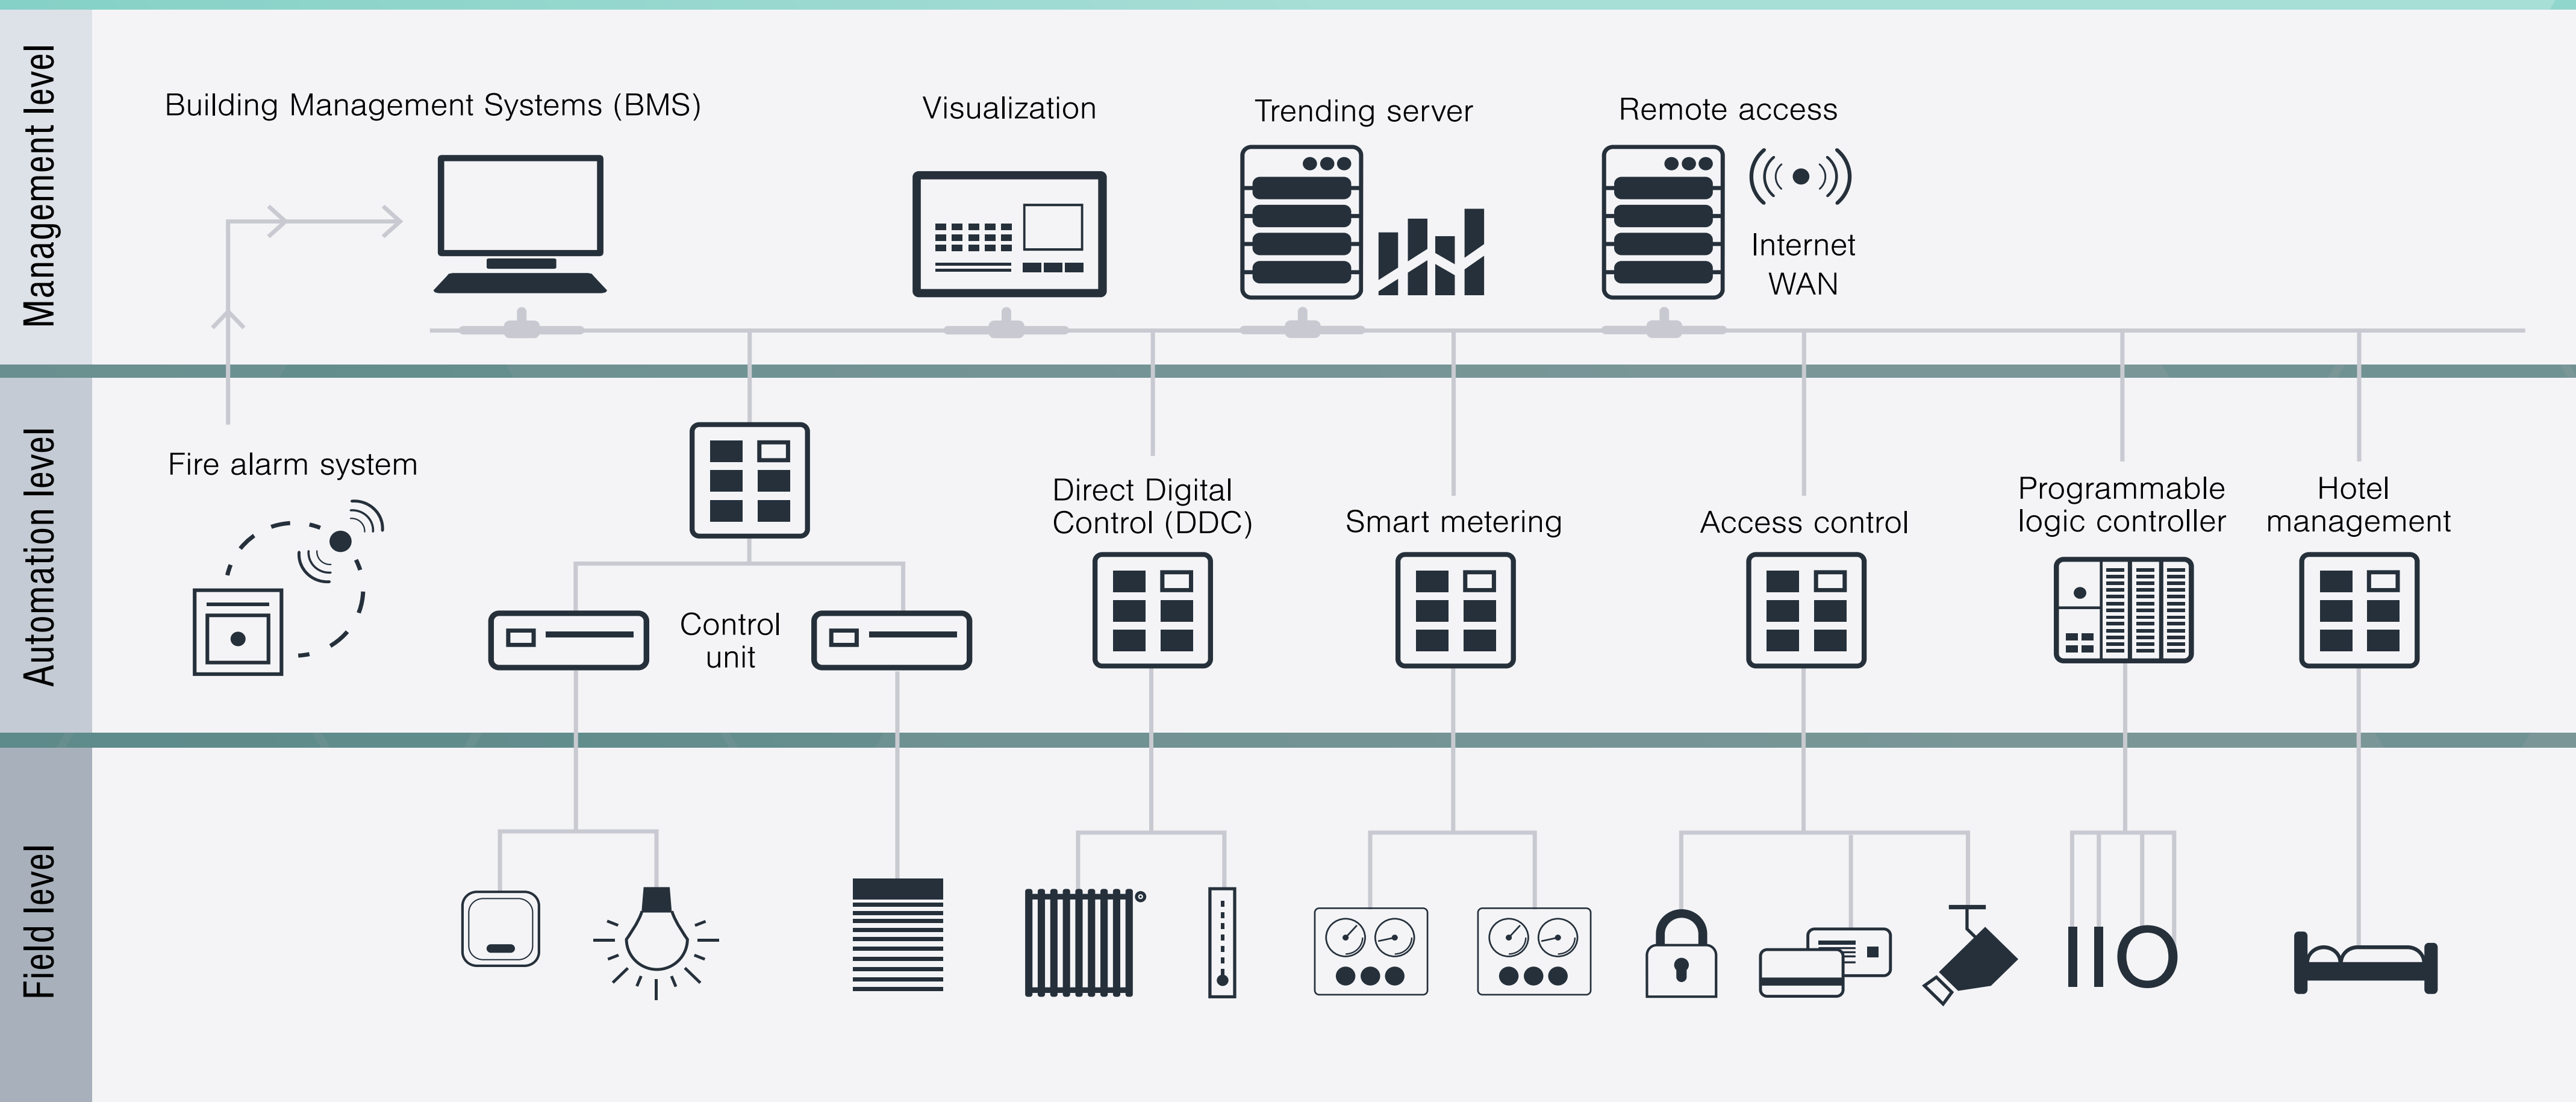 Management level
Building Management Systems (BMS)
Visualization
Trending server
Remote access
Internet
WAN
Automation level
Fire alarm system
Control
unit
Direct Digital
Control (DDC)
Smart metering
Access control
Programmable
logic controller
Hotel
management
Field level